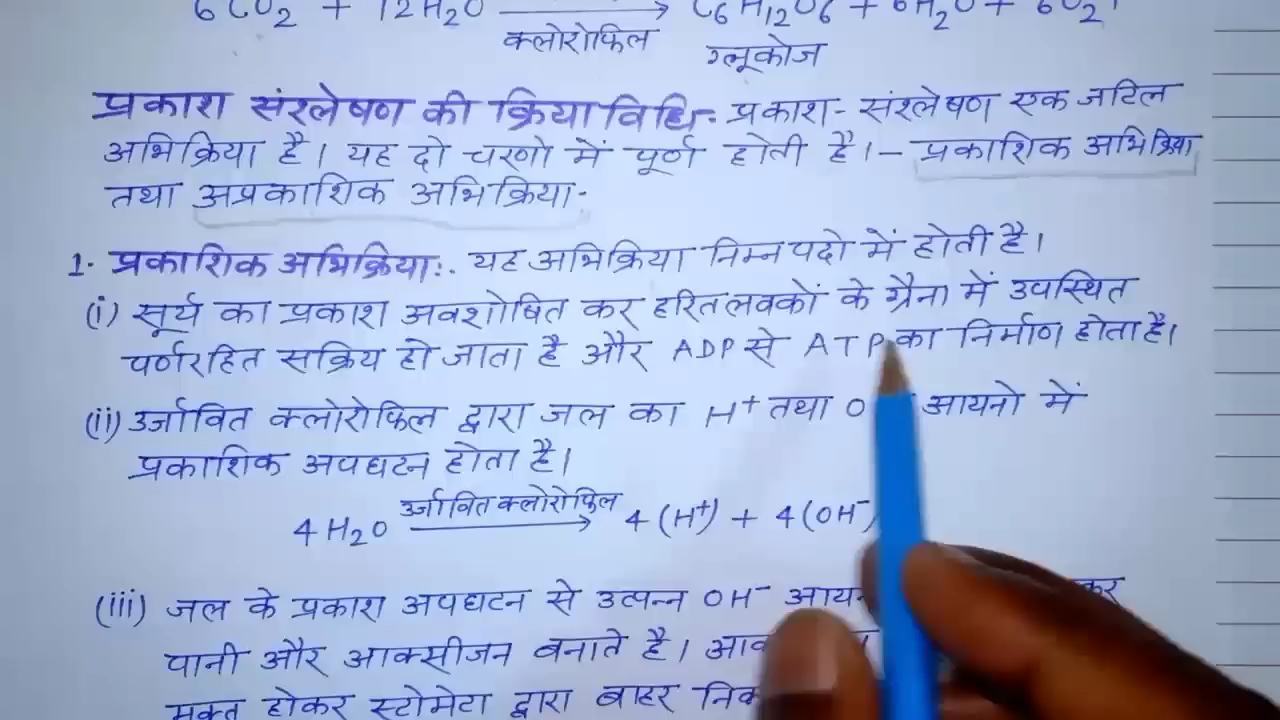 6CO₂ + 12H₂O ⟶ C₆H₁₂O₆ + 6H₂O + 6O₂↑
क्लोरोफिल ग्लूकोज
प्रकाश संश्लेषण की क्रियाविधि:- प्रकाश- संश्लेषण एक जटिल
अभिक्रिया है। यह दो चरणो में पूर्ण होती है।- प्रकाशिक अभिक्रिया
तथा अप्रकाशिक अभिक्रिया-
1. प्रकाशिक अभिक्रिया:- यह अभिक्रिया निम्न पदो में होती है।
(i) सूर्य का प्रकाश अवशोषित कर हरितलवकों के ग्रैना में उपस्थित
पर्णरहित सक्रिय हो जाता है और ADP से ATP का निर्माण होता है।
(ii) उर्जावित क्लोरोफिल द्वारा जल का H⁺ तथा O आयनो में
प्रकाशिक अपघटन होता है।
उर्जावित क्लोरोफिल
4H₂O ⟶ 4(H⁺) + 4(OH⁻
(iii) जल के प्रकाश अपघटन से उत्पन्न OH⁻ कर
पानी और आक्सीजन बनाते है।
मुक्त होकर स्टोमेटा द्वारा बाहर